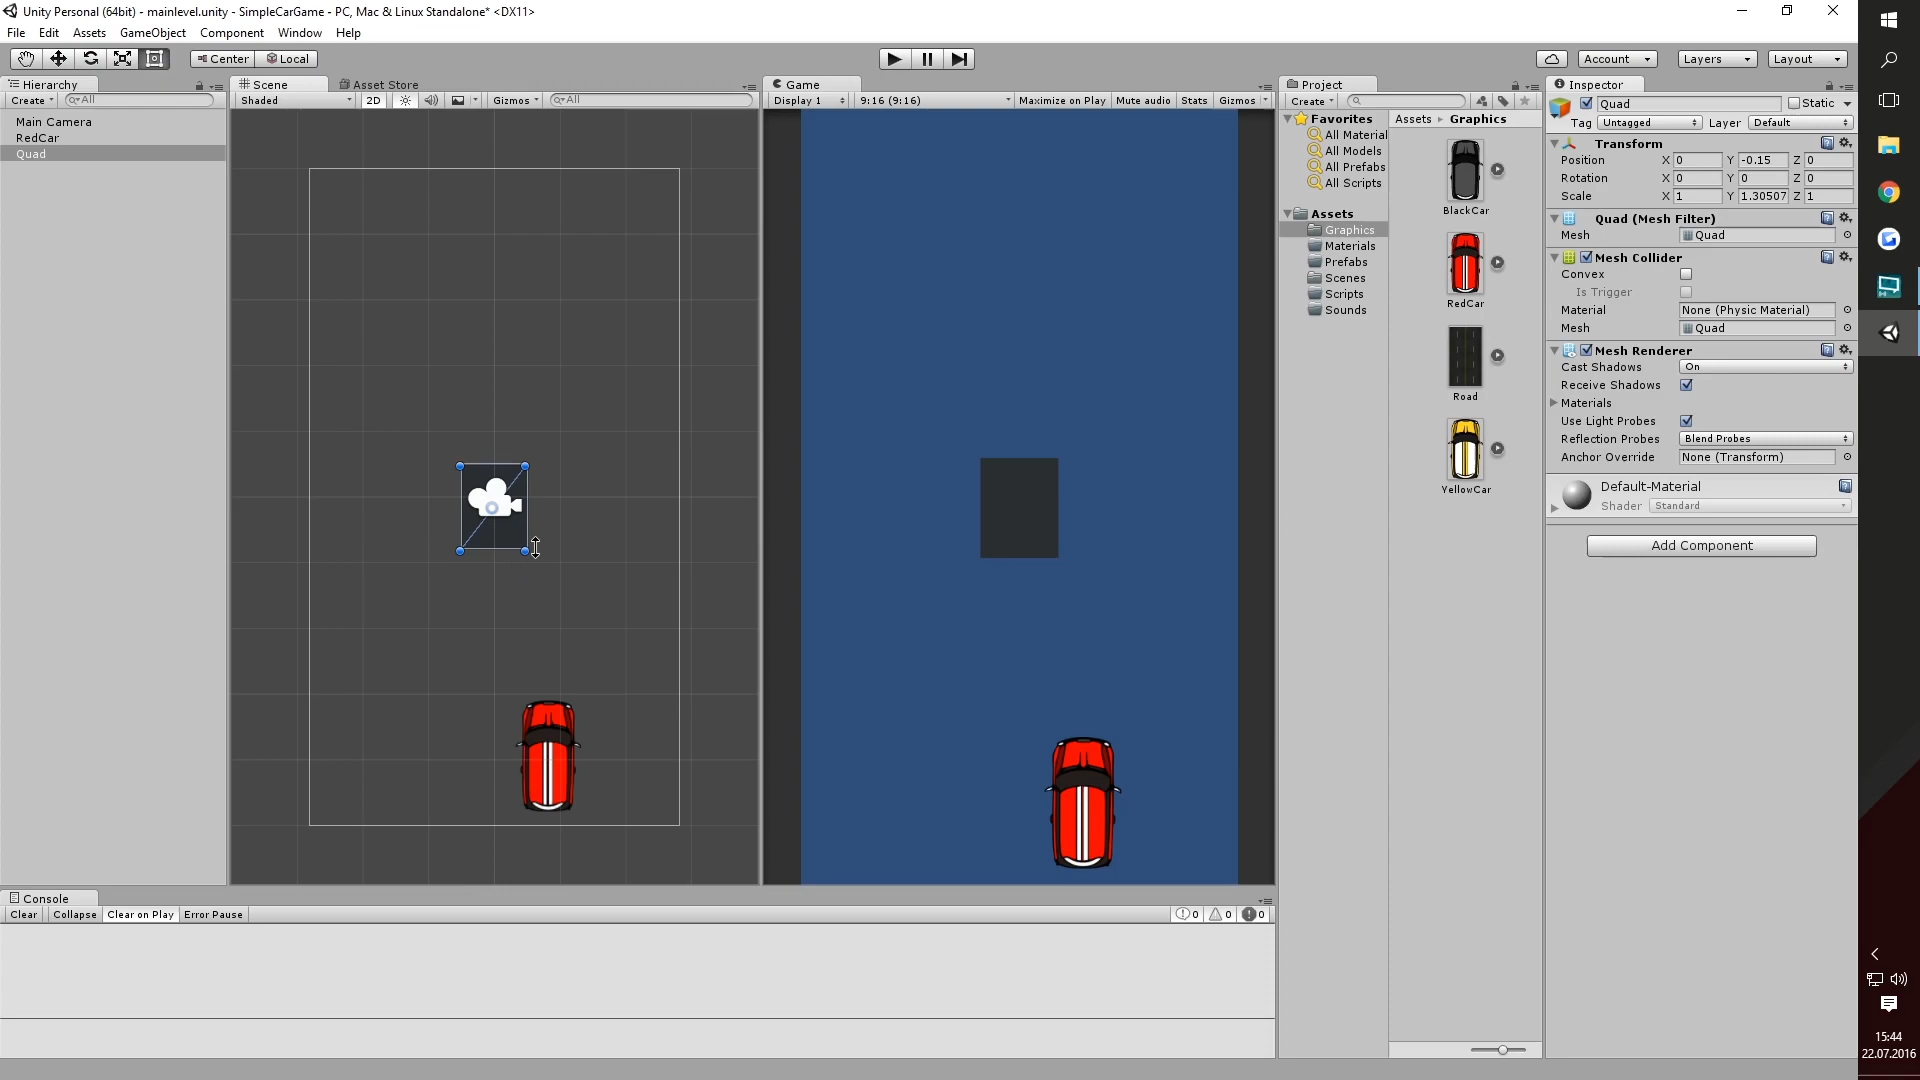 Unity Personal (64bit) - mainlevel.unity - SimpleCarGame - PC, Mac & Linux Standalone* <DX11>
File Edit Assets GameObject Component Window Help
Center Local
Account Layers Layout
Hierarchy
Create All
Main Camera
RedCar
Quad
Scene Asset Store
Shaded 2D Gizmos All
Game
Display 1 9:16 (9:16) Maximize on Play Mute audio Stats Gizmos
Project
Create
Favorites
All Material
All Models
All Prefabs
All Scripts
Assets
Graphics
Materials
Prefabs
Scenes
Scripts
Sounds
Assets Graphics
BlackCar
RedCar
Road
YellowCar
Inspector
Quad Static
Tag Untagged Layer Default
Transform
Position X 0 Y -0.15 Z 0
Rotation X 0 Y 0 Z 0
Scale X 1 Y 1.30507 Z 1
Quad (Mesh Filter)
Mesh Quad
Mesh Collider
Convex
Is Trigger
Material None (Physic Material)
Mesh Quad
Mesh Renderer
Cast Shadows On
Receive Shadows
Materials
Use Light Probes
Reflection Probes Blend Probes
Anchor Override None (Transform)
Default-Material
Shader Standard
Add Component
Console
Clear Collapse Clear on Play Error Pause 0 0 0
15:44
22.07.2016